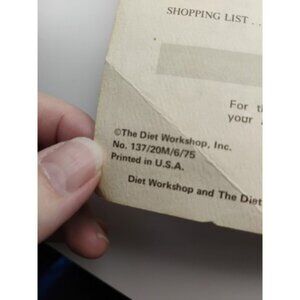 SHOPPING LIST . .
For th
your
©The Diet Workshop, Inc.
No. 137/20M/6/75
Printed in U.S.A.
Diet Workshop and The Diet